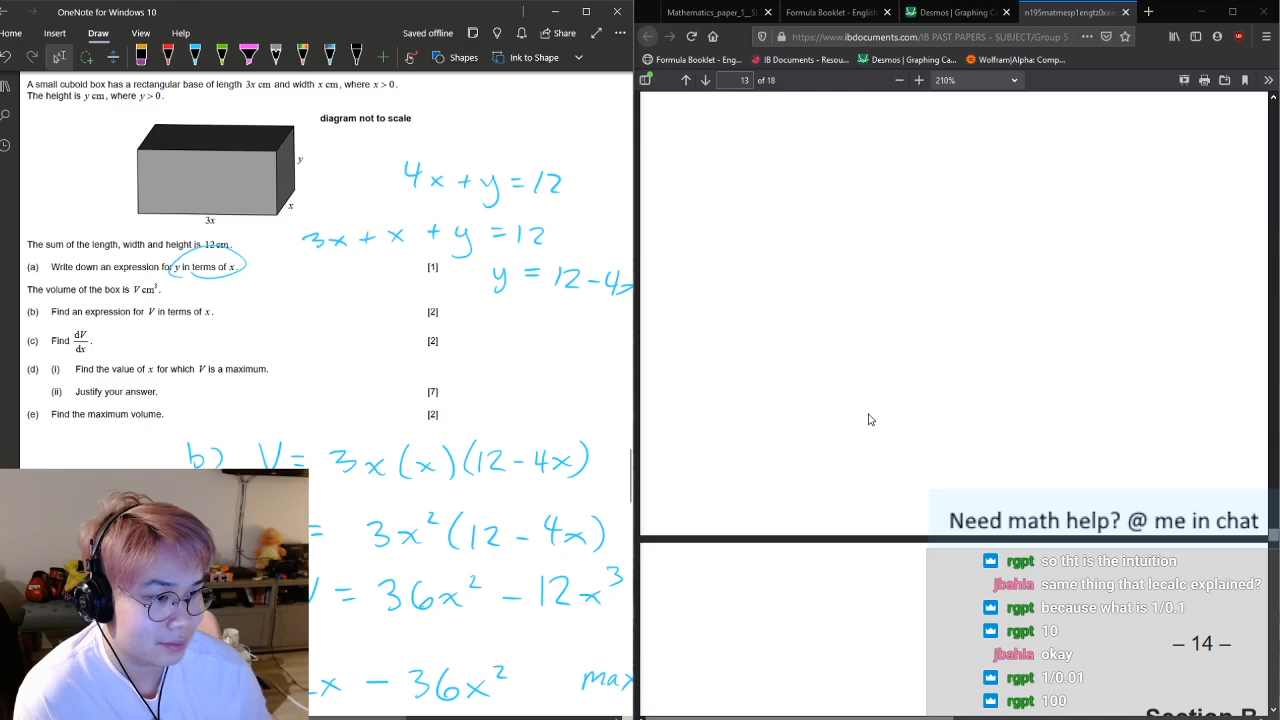 OneNote for Windows 10
Home Insert Draw View Help Saved offline Share
Shapes Ink to Shape
A small cuboid box has a rectangular base of length 3x cm and width x cm, where x > 0.
The height is y cm, where y > 0.
diagram not to scale
y
x
3x
4x + y = 12
3x + x + y = 12
y = 12 - 4x
The sum of the length, width and height is 12 cm.
(a) Write down an expression for y in terms of x. [1]
The volume of the box is V cm³.
(b) Find an expression for V in terms of x. [2]
(c) Find dV/dx. [2]
(d) (i) Find the value of x for which V is a maximum.
(ii) Justify your answer. [7]
(e) Find the maximum volume. [2]
b) V = 3x(x)(12 - 4x)
= 3x²(12 - 4x)
V = 36x² - 12x³
x - 36x² max
Mathematics_paper_1_ Formula Booklet - English Desmos | Graphing Ca n195matmesp1engtz0xxm
https://www.ibdocuments.com/IB PAST PAPERS - SUBJECT/Group 5
Formula Booklet - Eng... IB Documents - IB Resou... Desmos | Graphing Ca... Wolfram|Alpha: Comp...
13 of 18 210%
Need math help? @ me in chat
rgpt so tht is the intuition
Jbahia same thing that lecaic explained?
rgpt because what is 1/0.1
rgpt 10
Jbahia okay
rgpt 1/0.01
rgpt 100
– 14 –
Section B